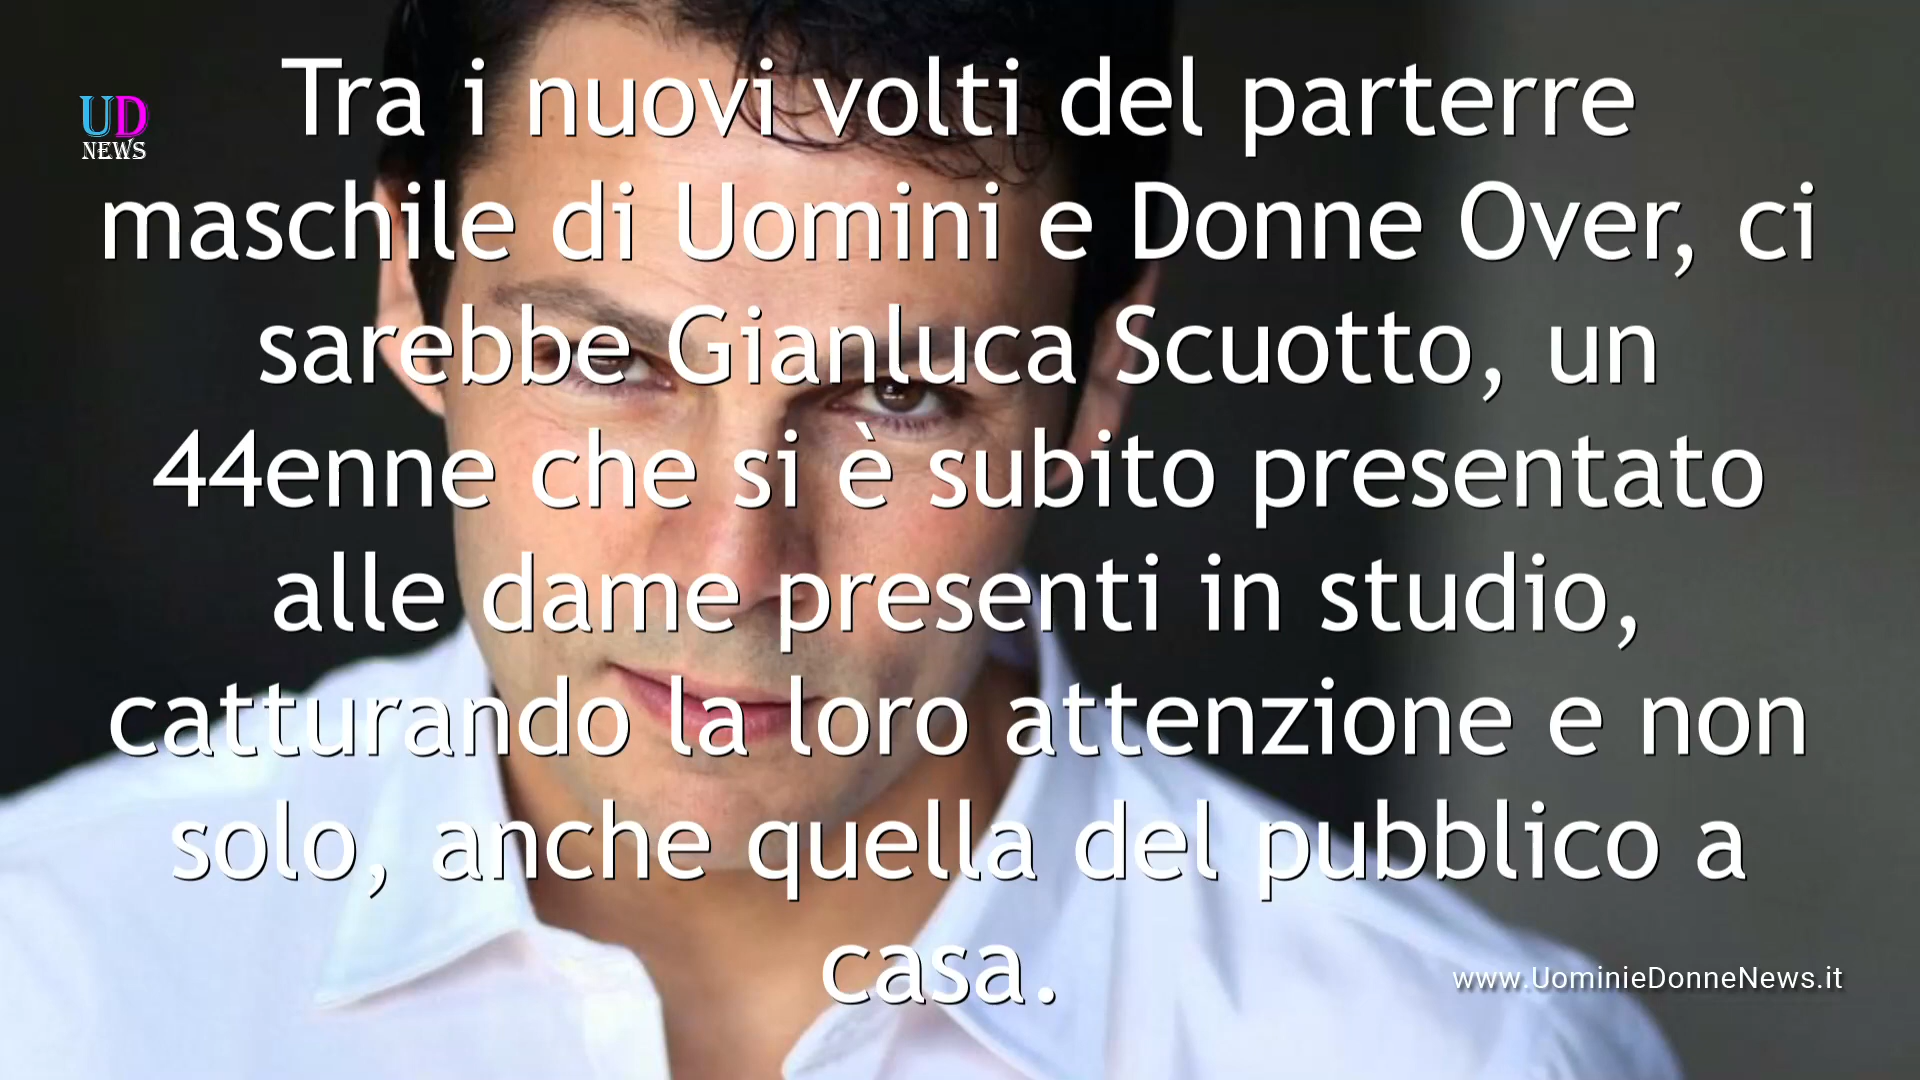 Tra i nuovi volti del parterre
maschile di Uomini e Donne Over, ci
sarebbe Gianluca Scuotto, un
44enne che si è subito presentato
alle dame presenti in studio,
catturando la loro attenzione e non
solo, anche quella del pubblico a
casa.
UD
NEWS
www.UominieDonneNews.it